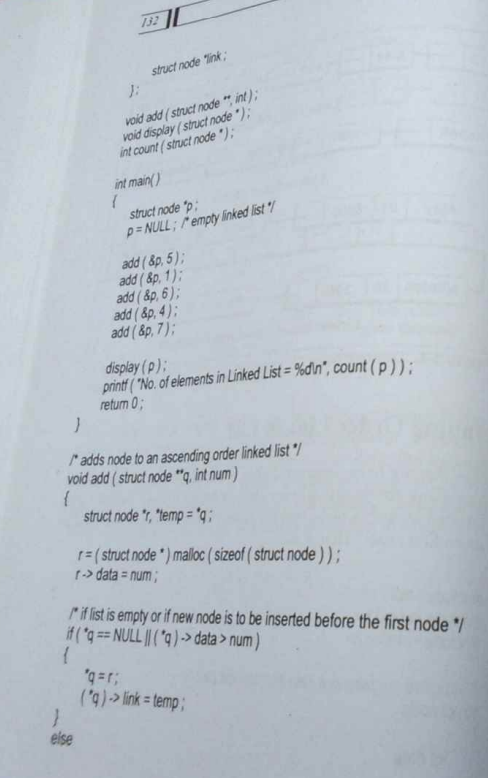 132
struct node *link ;
} ;
void add ( struct node **, int ) ;
void display ( struct node * ) ;
int count ( struct node * ) ;
int main( )
{
struct node *p ;
p = NULL ; /* empty linked list */
add ( &p, 5 ) ;
add ( &p, 1 ) ;
add ( &p, 6 ) ;
add ( &p, 4 ) ;
add ( &p, 7 ) ;
display ( p ) ;
printf ( "No. of elements in Linked List = %d\n", count ( p ) ) ;
return 0 ;
}
/* adds node to an ascending order linked list */
void add ( struct node **q, int num )
{
struct node *r, *temp = *q ;
r = ( struct node * ) malloc ( sizeof ( struct node ) ) ;
r -> data = num ;
/* if list is empty or if new node is to be inserted before the first node */
if ( *q == NULL || ( *q ) -> data > num )
{
*q = r ;
( *q ) -> link = temp ;
}
else